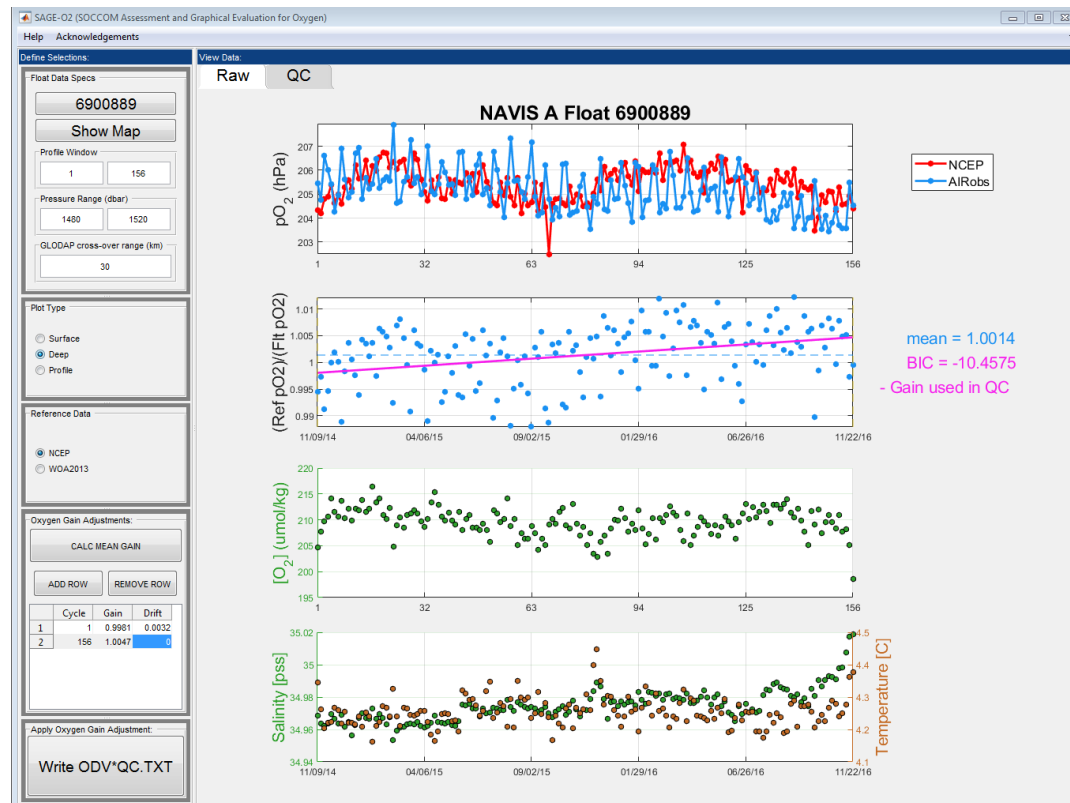 SAGE-O2 (SOCCOM Assessment and Graphical Evaluation for Oxygen)
Help Acknowledgements
Define Selections:
Float Data Specs
6900889
Show Map
Profile Window
1 156
Pressure Range (dbar)
1480 1520
GLODAP cross-over range (km)
30
Plot Type
Surface
Deep
Profile
Reference Data
NCEP
WOA2013
Oxygen Gain Adjustments:
CALC MEAN GAIN
ADD ROW REMOVE ROW
Cycle Gain Drift
1 1 0.9981 0.0032
2 156 1.0047 0
Apply Oxygen Gain Adjustment:
Write ODV*QC.TXT
View Data:
Raw QC
NAVIS A Float 6900889
pO2 (hPa)
207
206
205
204
203
1 32 63 94 125 156
NCEP
AIRobs
(Ref pO2)/(Flt pO2)
1.01
1.005
1
0.995
0.99
11/09/14 04/06/15 09/02/15 01/29/16 06/26/16 11/22/16
mean = 1.0014
BIC = -10.4575
- Gain used in QC
[O2] (umol/kg)
220
215
210
205
200
195
1 32 63 94 125 156
Salinity [pss]
35.02
35
34.98
34.96
34.94
Temperature [C]
4.5
4.4
4.3
4.2
4.1
11/09/14 04/06/15 09/02/15 01/29/16 06/26/16 11/22/16